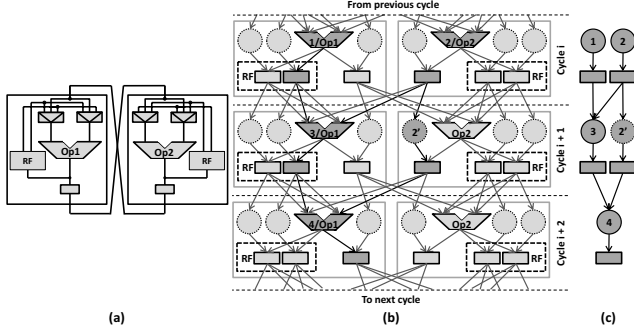 From previous cycle
1/Op1
2/Op2
RF
RF
Cycle i
1
2
Op1
Op2
RF
RF
3/Op1
2'
Op2
RF
RF
Cycle i + 1
3
2'
4/Op1
Op2
RF
RF
Cycle i + 2
4
To next cycle
(a)
(b)
(c)